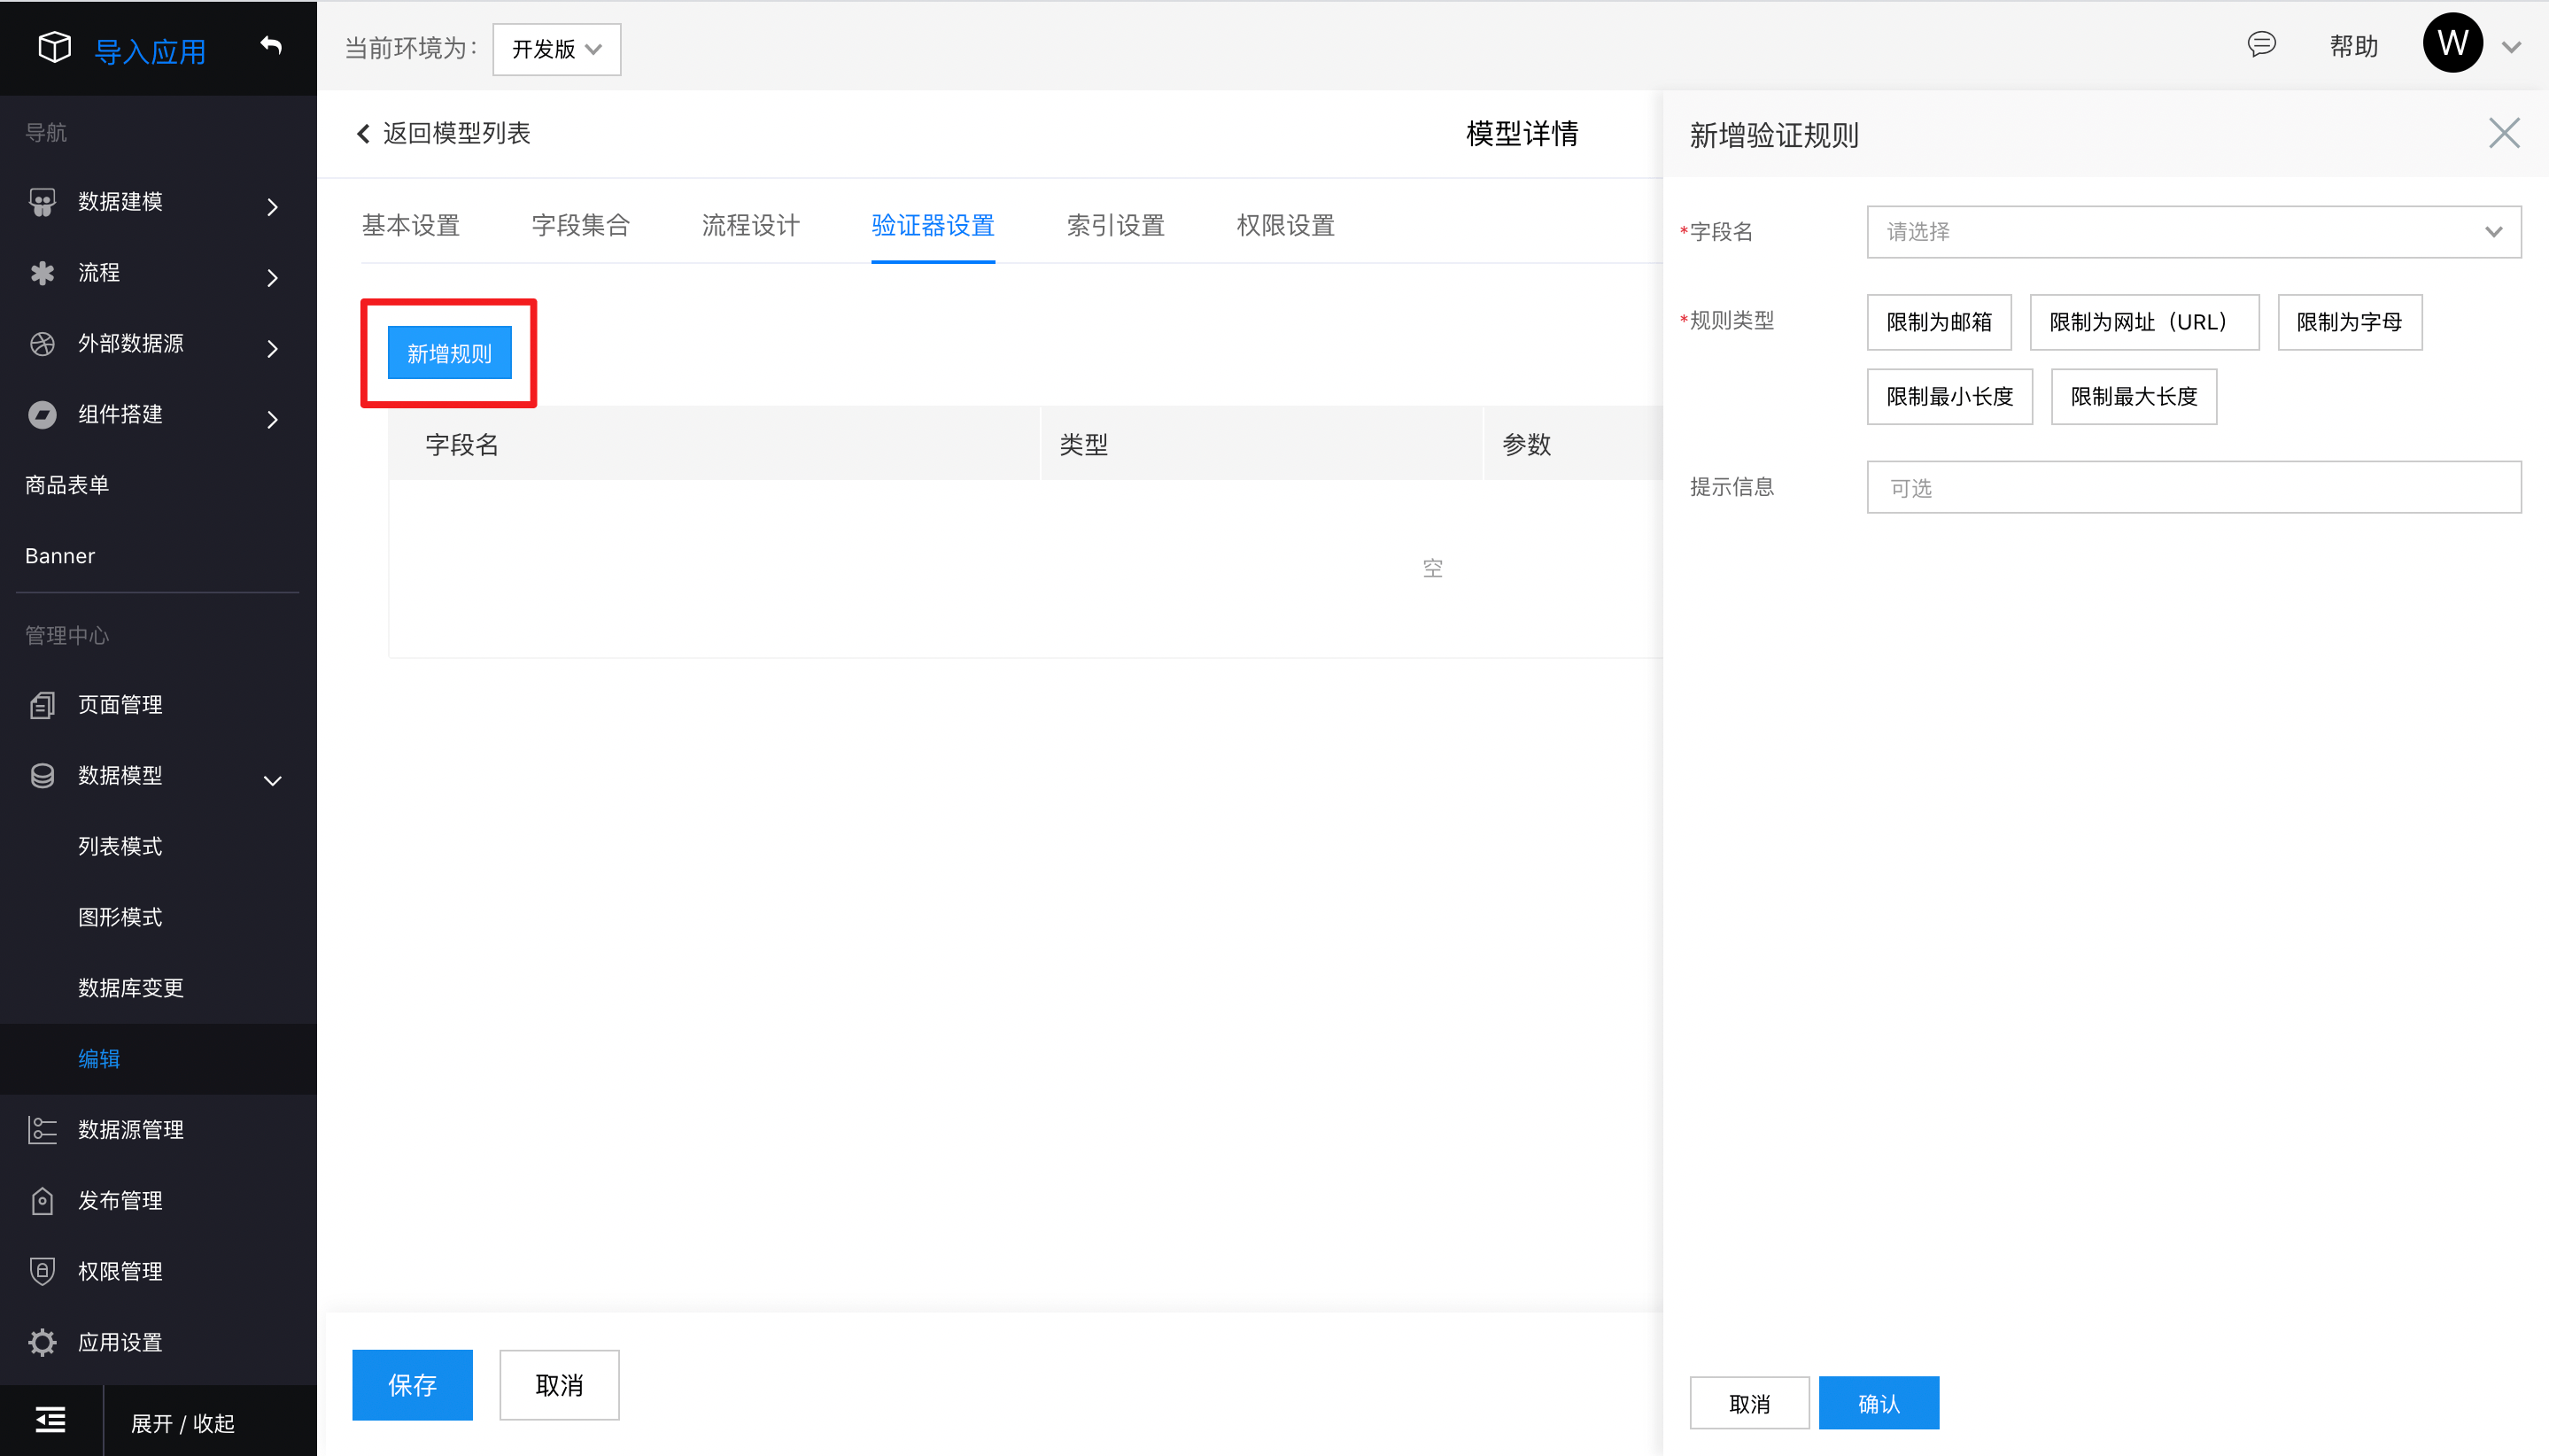 导入应用
当前环境为：
开发版
帮助
W
导航
数据建模
流程
外部数据源
组件搭建
商品表单
Banner
管理中心
页面管理
数据模型
列表模式
图形模式
数据库变更
编辑
数据源管理
发布管理
权限管理
应用设置
展开 / 收起
返回模型列表
模型详情
基本设置 字段集合 流程设计 验证器设置 索引设置 权限设置
新增规则
字段名 类型 参数
空
保存 取消
新增验证规则
*字段名 请选择
*规则类型 限制为邮箱 限制为网址（URL） 限制为字母
限制最小长度 限制最大长度
提示信息 可选
取消 确认